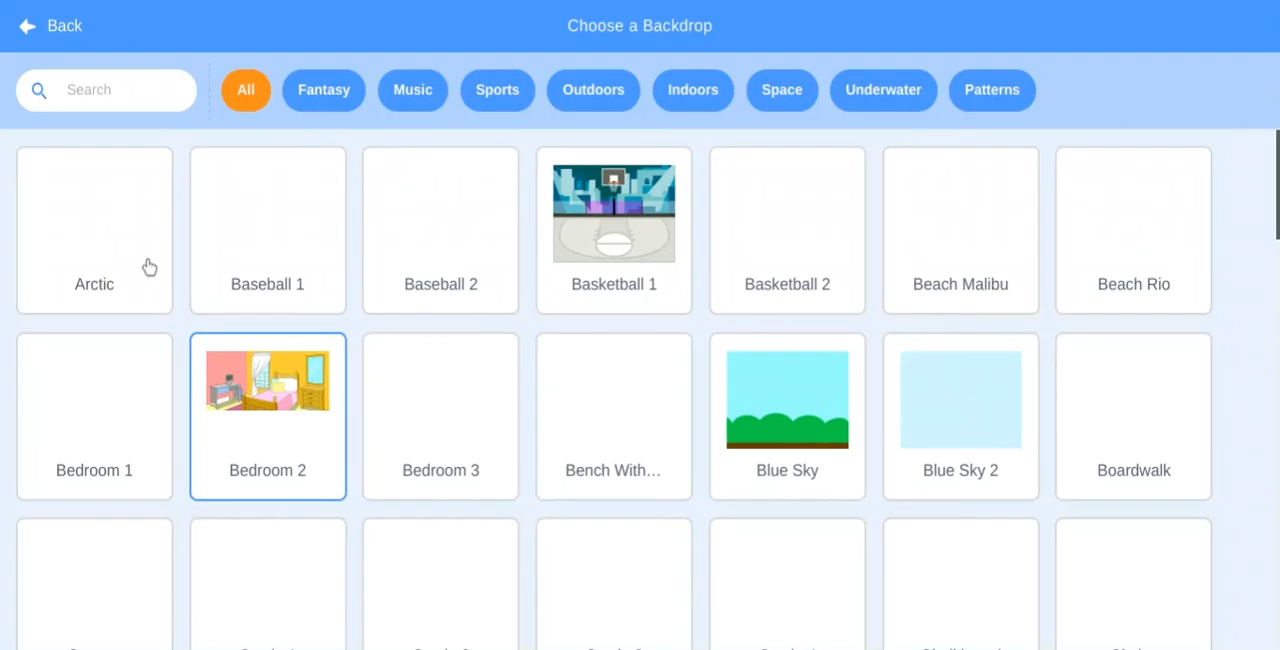 Back
Choose a Backdrop
Search
All
Fantasy
Music
Sports
Outdoors
Indoors
Space
Underwater
Patterns
Arctic
Baseball 1
Baseball 2
Basketball 1
Basketball 2
Beach Malibu
Beach Rio
Bedroom 1
Bedroom 2
Bedroom 3
Bench With...
Blue Sky
Blue Sky 2
Boardwalk